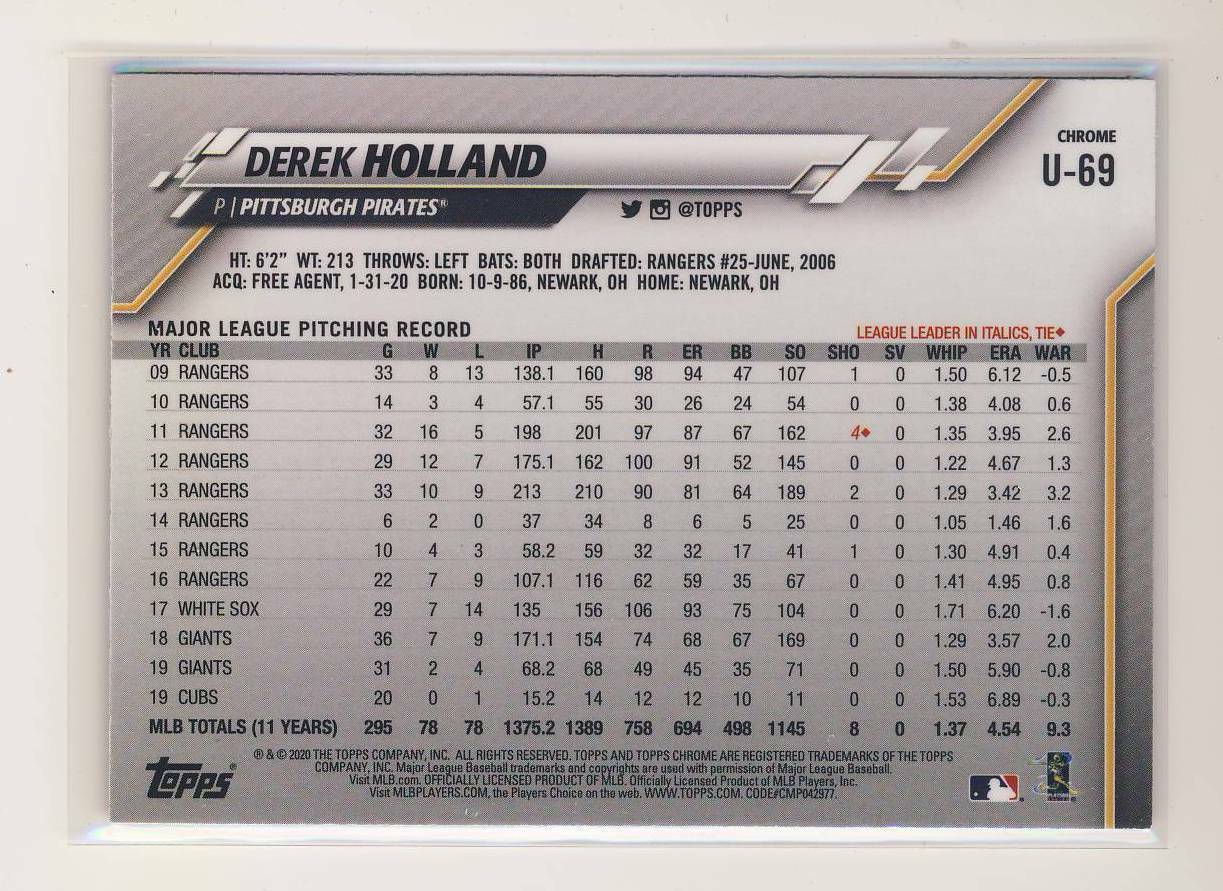 CHROME
U-69
DEREK HOLLAND
P | PITTSBURGH PIRATES®
@TOPPS
HT: 6'2" WT: 213 THROWS: LEFT BATS: BOTH DRAFTED: RANGERS #25-JUNE, 2006
ACQ: FREE AGENT, 1-31-20 BORN: 10-9-86, NEWARK, OH HOME: NEWARK, OH
MAJOR LEAGUE PITCHING RECORD LEAGUE LEADER IN ITALICS, TIE♦
YR CLUB G W L IP H R ER BB SO SHO SV WHIP ERA WAR
09 RANGERS 33 8 13 138.1 160 98 94 47 107 1 0 1.50 6.12 -0.5
10 RANGERS 14 3 4 57.1 55 30 26 24 54 0 0 1.38 4.08 0.6
11 RANGERS 32 16 5 198 201 97 87 67 162 4♦ 0 1.35 3.95 2.6
12 RANGERS 29 12 7 175.1 162 100 91 52 145 0 0 1.22 4.67 1.3
13 RANGERS 33 10 9 213 210 90 81 64 189 2 0 1.29 3.42 3.2
14 RANGERS 6 2 0 37 34 8 6 5 25 0 0 1.05 1.46 1.6
15 RANGERS 10 4 3 58.2 59 32 32 17 41 1 0 1.30 4.91 0.4
16 RANGERS 22 7 9 107.1 116 62 59 35 67 0 0 1.41 4.95 0.8
17 WHITE SOX 29 7 14 135 156 106 93 75 104 0 0 1.71 6.20 -1.6
18 GIANTS 36 7 9 171.1 154 74 68 67 169 0 0 1.29 3.57 2.0
19 GIANTS 31 2 4 68.2 68 49 45 35 71 0 0 1.50 5.90 -0.8
19 CUBS 20 0 1 15.2 14 12 12 10 11 0 0 1.53 6.89 -0.3
MLB TOTALS (11 YEARS) 295 78 78 1375.2 1389 758 694 498 1145 8 0 1.37 4.54 9.3
® & © 2020 THE TOPPS COMPANY, INC. ALL RIGHTS RESERVED. TOPPS AND TOPPS CHROME ARE REGISTERED TRADEMARKS OF THE TOPPS
COMPANY, INC. Major League Baseball trademarks and copyrights are used with permission of Major League Baseball.
Visit MLB.com. OFFICIALLY LICENSED PRODUCT OF MLB. Officially Licensed Product of MLB Players, Inc.
Visit MLBPLAYERS.COM, the Players Choice on the web. WWW.TOPPS.COM. CODE#CMP042977.
TOPPS®